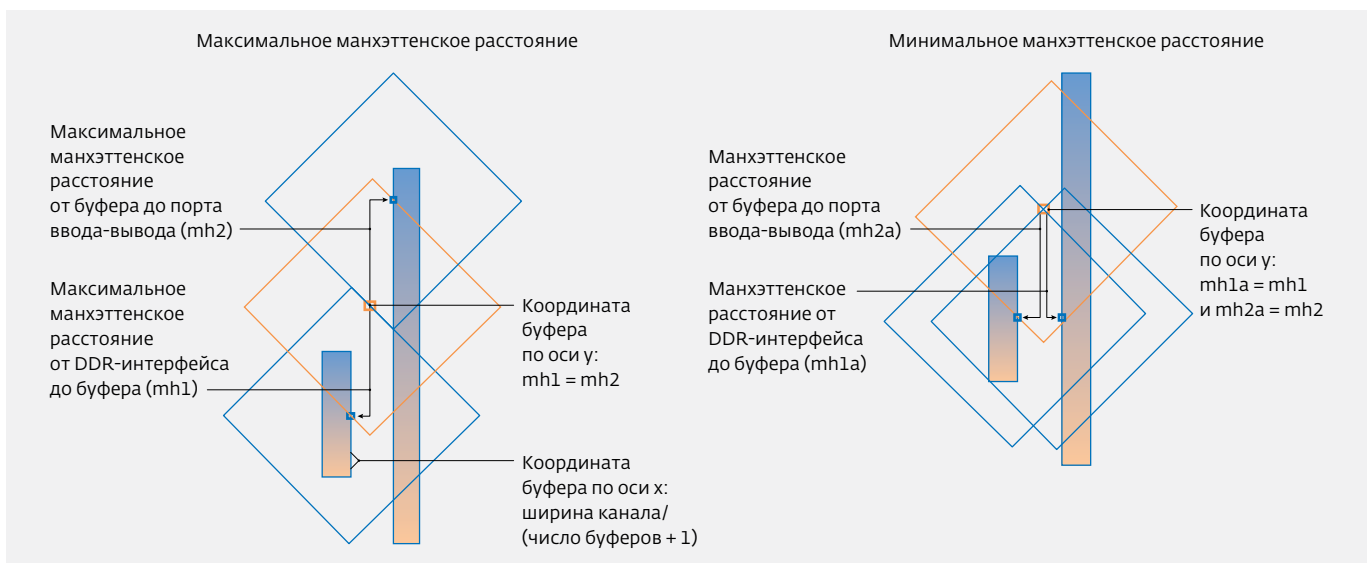 Максимальное манхэттенское расстояние
Максимальное
манхэттенское
расстояние
от буфера до порта
ввода-вывода (mh2)
Максимальное
манхэттенское
расстояние
от DDR-интерфейса
до буфера (mh1)
Координата
буфера
по оси y:
mh1 = mh2
Координата
буфера по оси x:
ширина канала/
(число буферов + 1)
Минимальное манхэттенское расстояние
Манхэттенское
расстояние
от буфера до порта
ввода-вывода (mh2a)
Манхэттенское
расстояние от
DDR-интерфейса
до буфера (mh1a)
Координата
буфера
по оси y:
mh1a = mh1
и mh2a = mh2